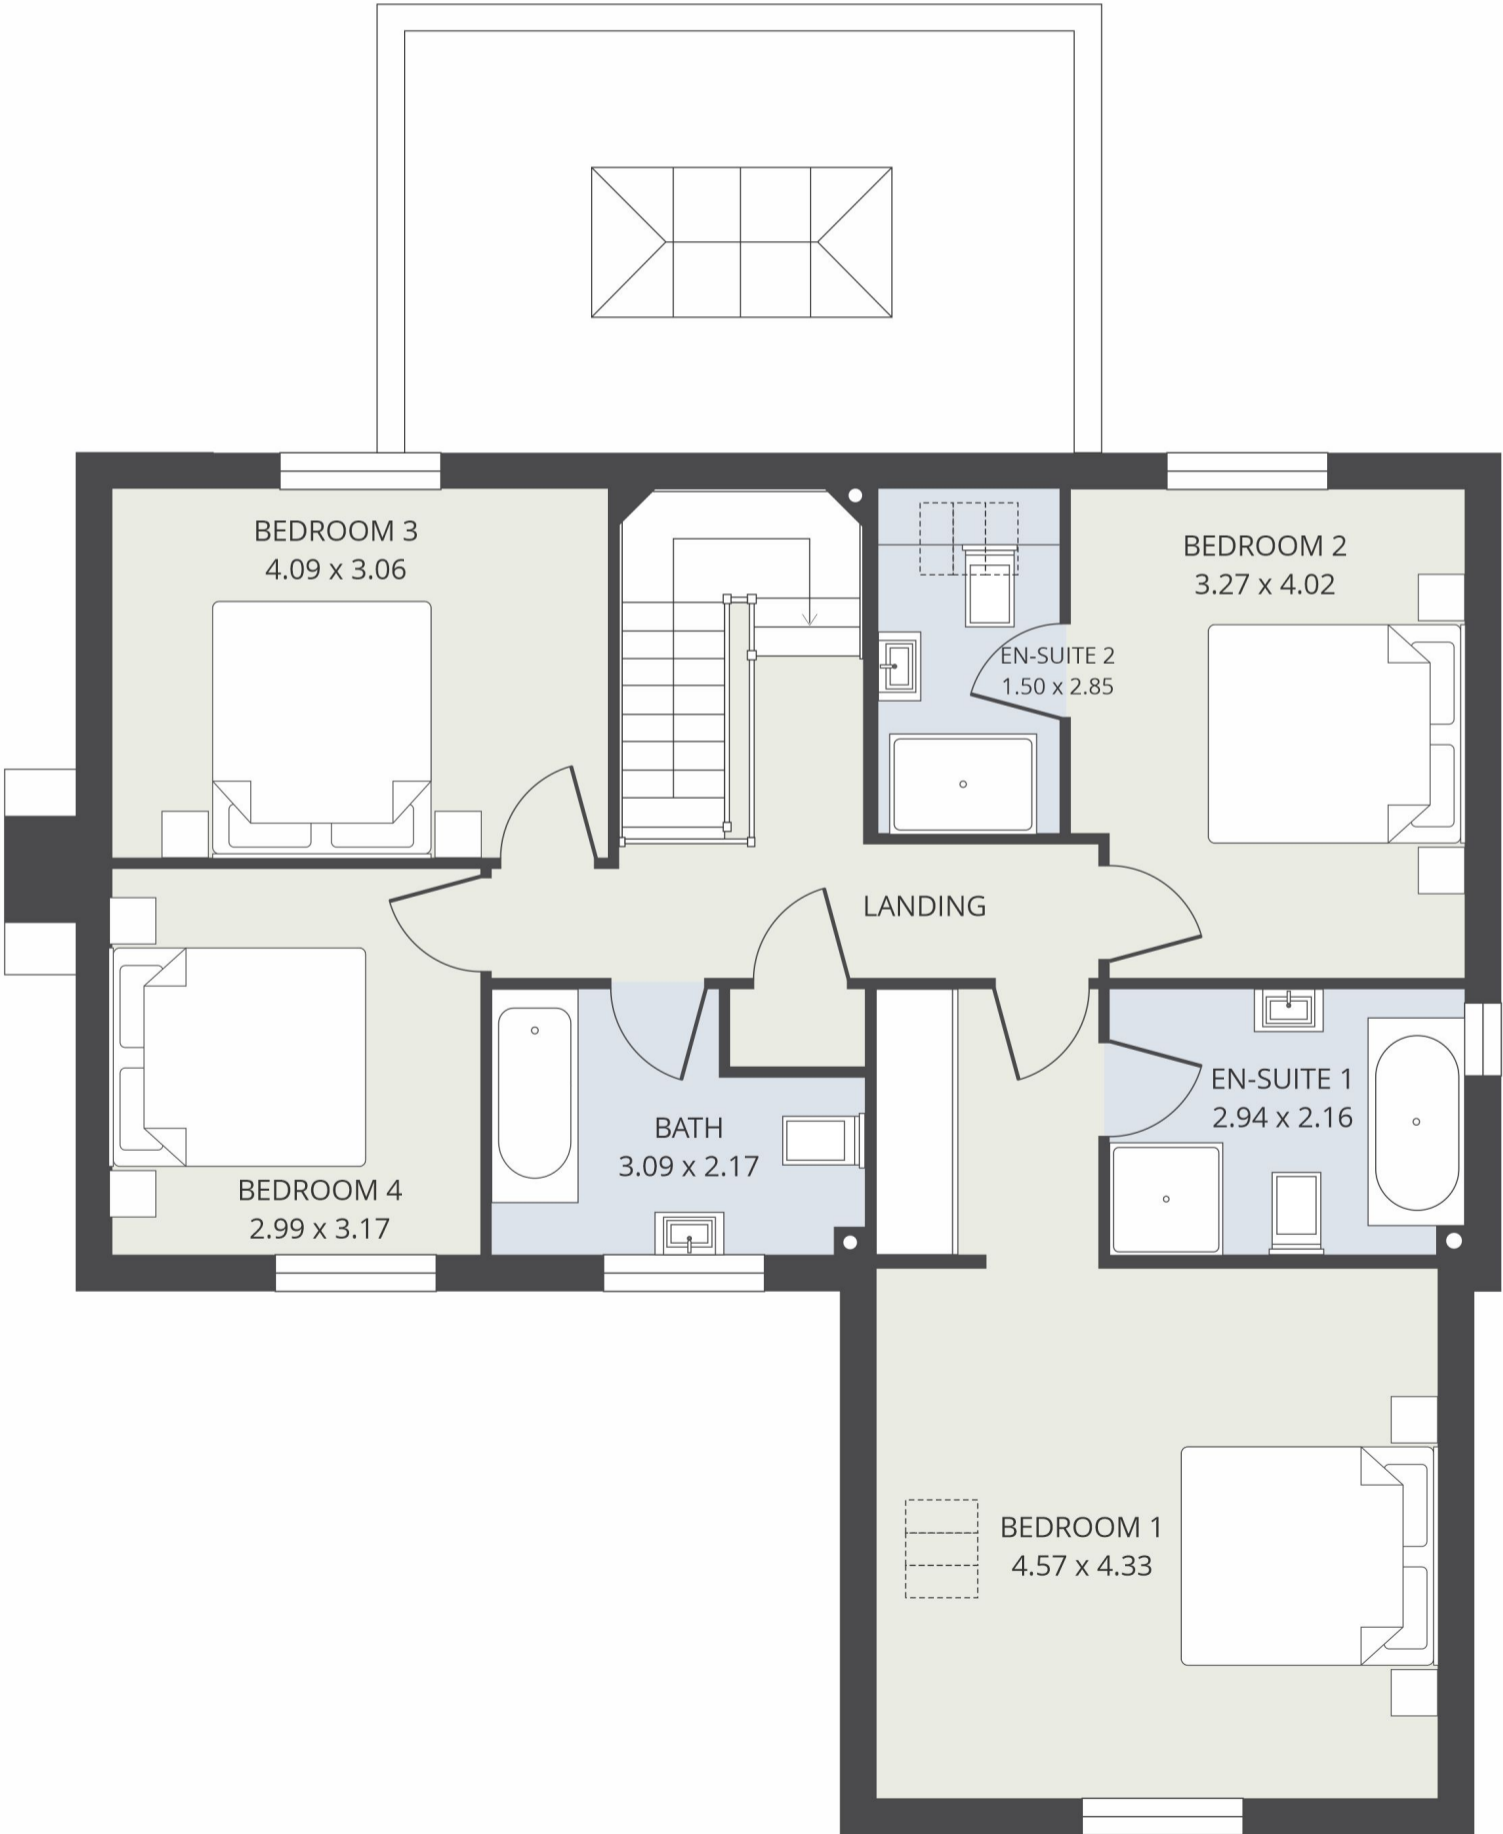 BEDROOM 3
4.09 x 3.06
BEDROOM 2
3.27 x 4.02
EN-SUITE 2
1.50 x 2.85
LANDING
EN-SUITE 1
2.94 x 2.16
BATH
3.09 x 2.17
BEDROOM 4
2.99 x 3.17
BEDROOM 1
4.57 x 4.33